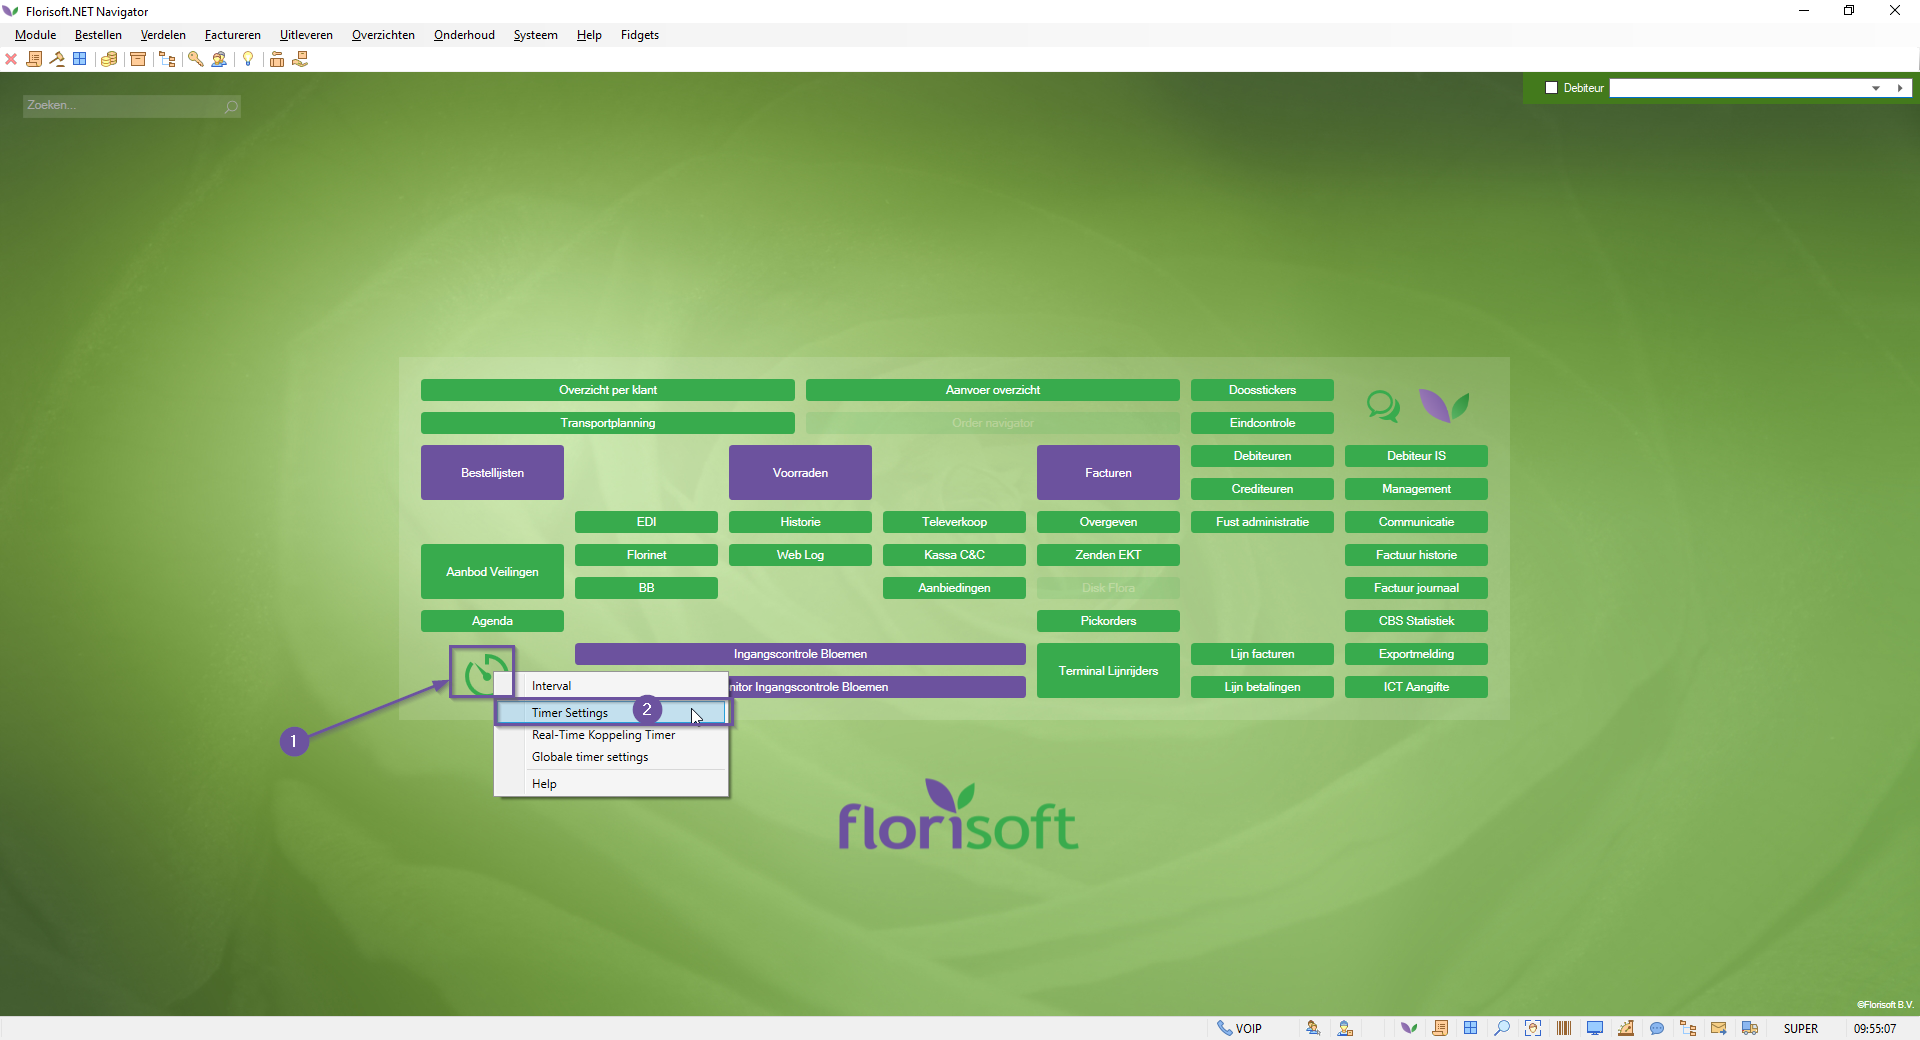 Florisoft.NET Navigator
Module Bestellen Verdelen Factureren Uitleveren Overzichten Onderhoud Systeem Help Fidgets
Zoeken...
Debiteur
Overzicht per klant
Aanvoer overzicht
Doosstickers
Transportplanning
Order navigator
Eindcontrole
Bestellijsten
Voorraden
Facturen
Debiteuren
Debiteur IS
Crediteuren
Management
EDI
Historie
Televerkoop
Overgeven
Fust administratie
Communicatie
Aanbod Veilingen
Florinet
Web Log
Kassa C&C
Zenden EKT
Factuur historie
BB
Aanbiedingen
Disk Flora
Factuur journaal
Agenda
Pickorders
CBS Statistiek
Ingangscontrole Bloemen
Terminal Lijnrijders
Lijn facturen
Exportmelding
nitor Ingangscontrole Bloemen
Lijn betalingen
ICT Aangifte
Interval
Timer Settings
2
Real-Time Koppeling Timer
Globale timer settings
Help
1
florisoft
©Florisoft B.V.
VOIP
SUPER
09:55:07